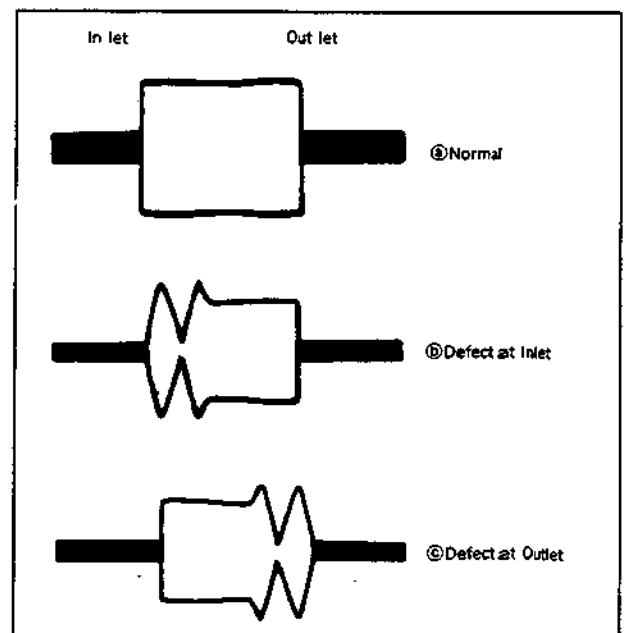 In let Out let
ⓐNormal
ⓑDefect at Inlet
ⓒDefect at Outlet